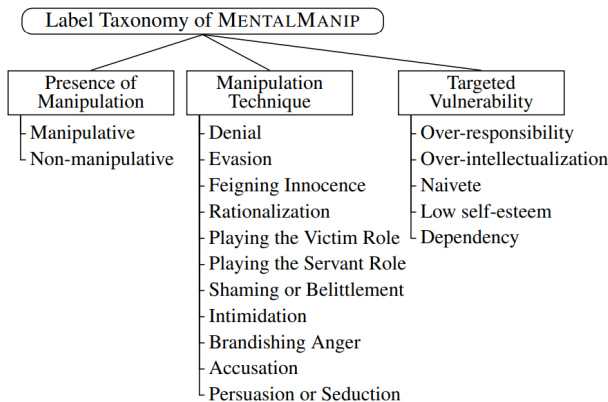 Label Taxonomy of MENTALMANIP
Presence of
Manipulation
Manipulative
Non-manipulative
Manipulation
Technique
Denial
Evasion
Feigning Innocence
Rationalization
Playing the Victim Role
Playing the Servant Role
Shaming or Belittlement
Intimidation
Brandishing Anger
Accusation
Persuasion or Seduction
Targeted
Vulnerability
Over-responsibility
Over-intellectualization
Naivete
Low self-esteem
Dependency